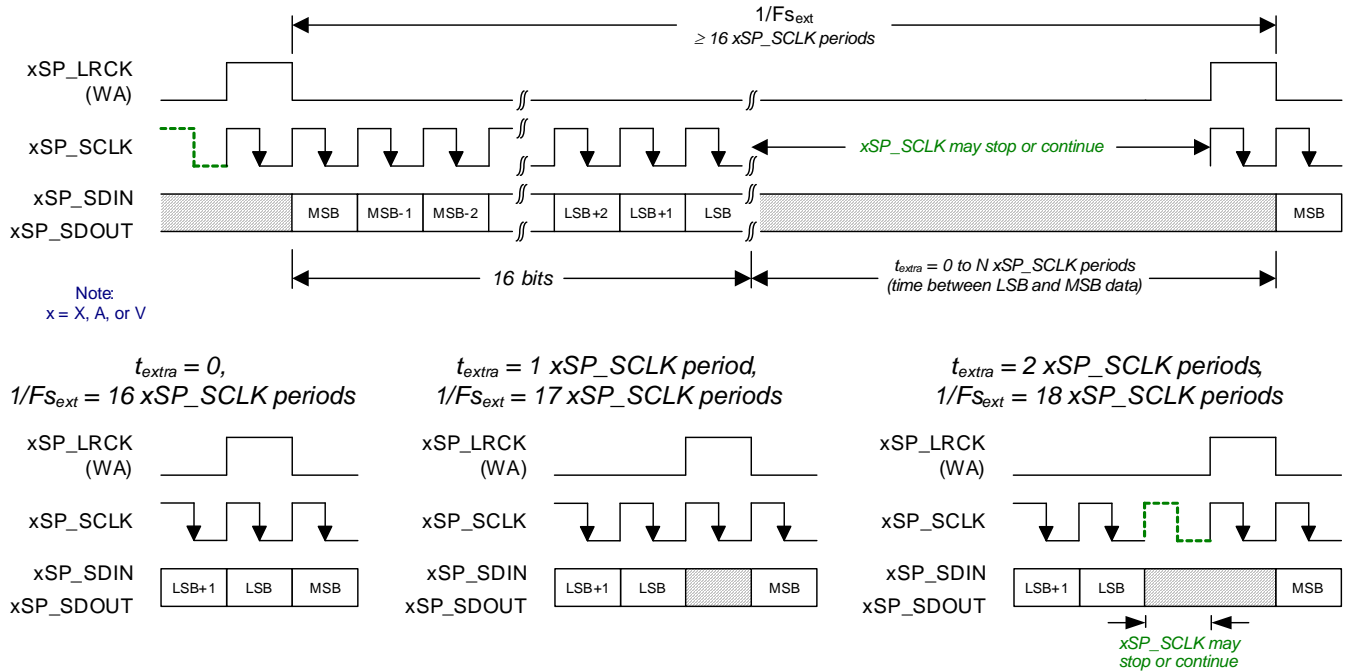 1/Fsext
≥ 16 xSP_SCLK periods
xSP_LRCK
(WA)
xSP_SCLK
xSP_SCLK may stop or continue
xSP_SDIN
xSP_SDOUT
MSB MSB-1 MSB-2 LSB+2 LSB+1 LSB MSB
16 bits
textra = 0 to N xSP_SCLK periods
(time between LSB and MSB data)
Note:
x = X, A, or V
textra = 0,
1/Fsext = 16 xSP_SCLK periods
xSP_LRCK
(WA)
xSP_SCLK
xSP_SDIN
xSP_SDOUT
LSB+1 LSB MSB
textra = 1 xSP_SCLK period,
1/Fsext = 17 xSP_SCLK periods
xSP_LRCK
(WA)
xSP_SCLK
xSP_SDIN
xSP_SDOUT
LSB+1 LSB MSB
textra = 2 xSP_SCLK periods,
1/Fsext = 18 xSP_SCLK periods
xSP_LRCK
(WA)
xSP_SCLK
xSP_SDIN
xSP_SDOUT
LSB+1 LSB MSB
xSP_SCLK may
stop or continue